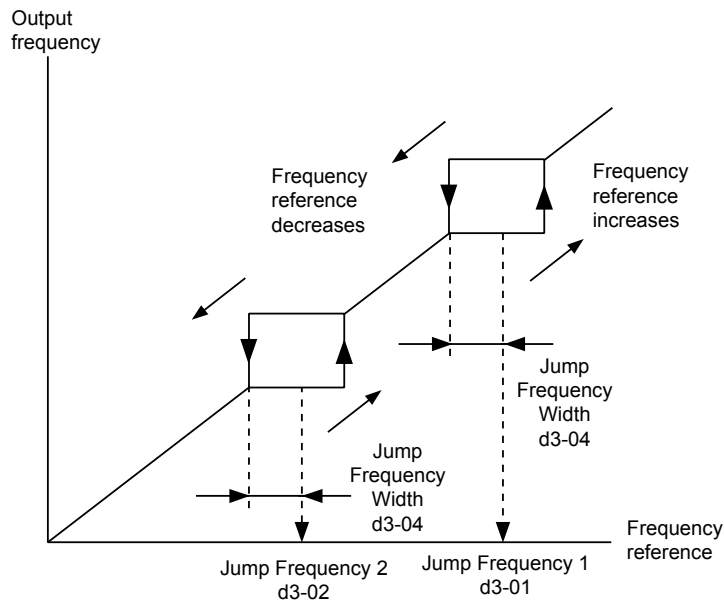 Output
frequency
Frequency
reference
decreases
Frequency
reference
increases
Jump
Frequency
Width
d3-04
Jump
Frequency
Width
d3-04
Frequency
reference
Jump Frequency 2
d3-02
Jump Frequency 1
d3-01